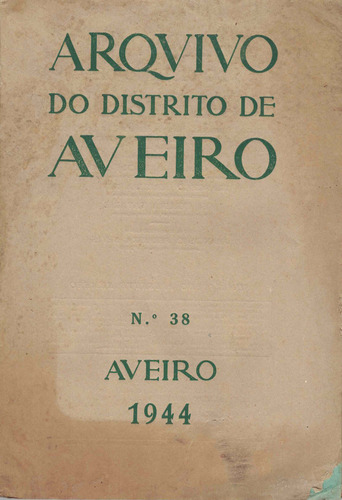 ARQVIVO
DO DISTRITO DE
AVEIRO
N.º 38
AVEIRO
1944